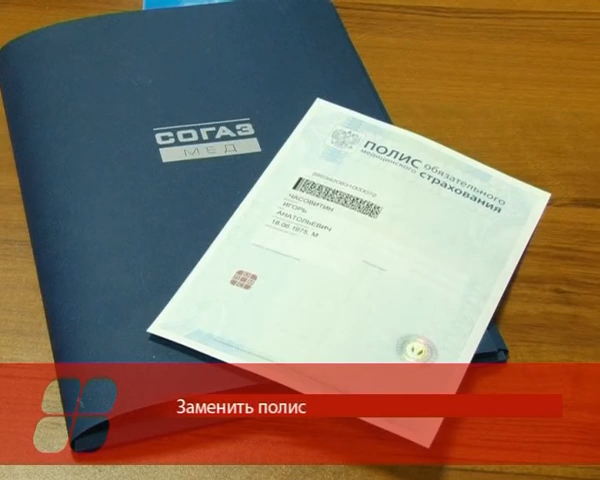 СОГАЗ
МЕД
ПОЛИС обязательного
медицинского страхования
ЧАСОВИТИН
ИГОРЬ
АНАТОЛЬЕВИЧ
Заменить полис